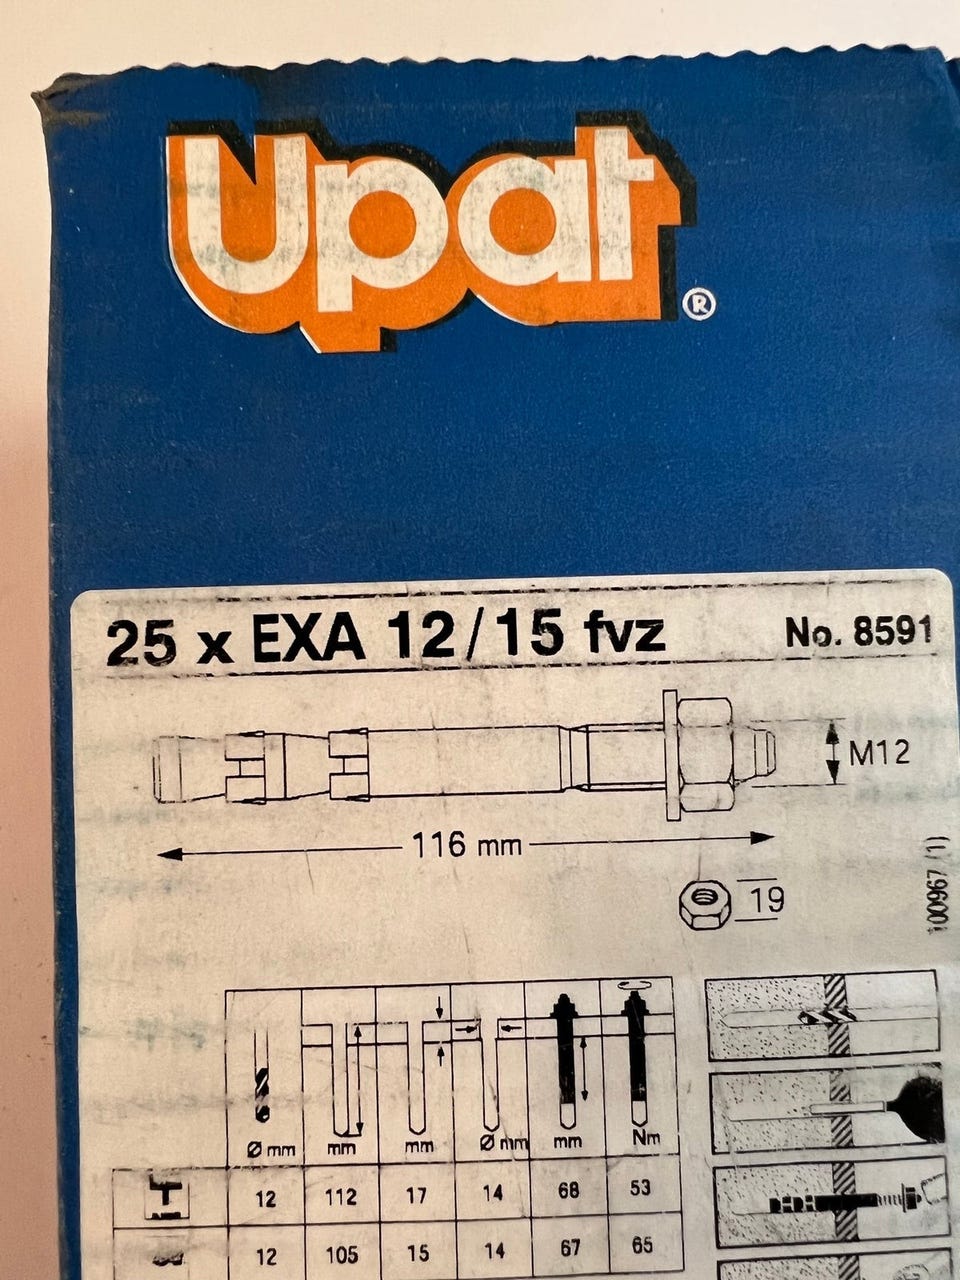 Upat®
25 x EXA 12/15 fvz No. 8591
M12
116 mm
19
100967 (1)
Ø mm mm mm Ø mm mm Nm
12 112 17 14 68 53
12 105 15 14 67 65